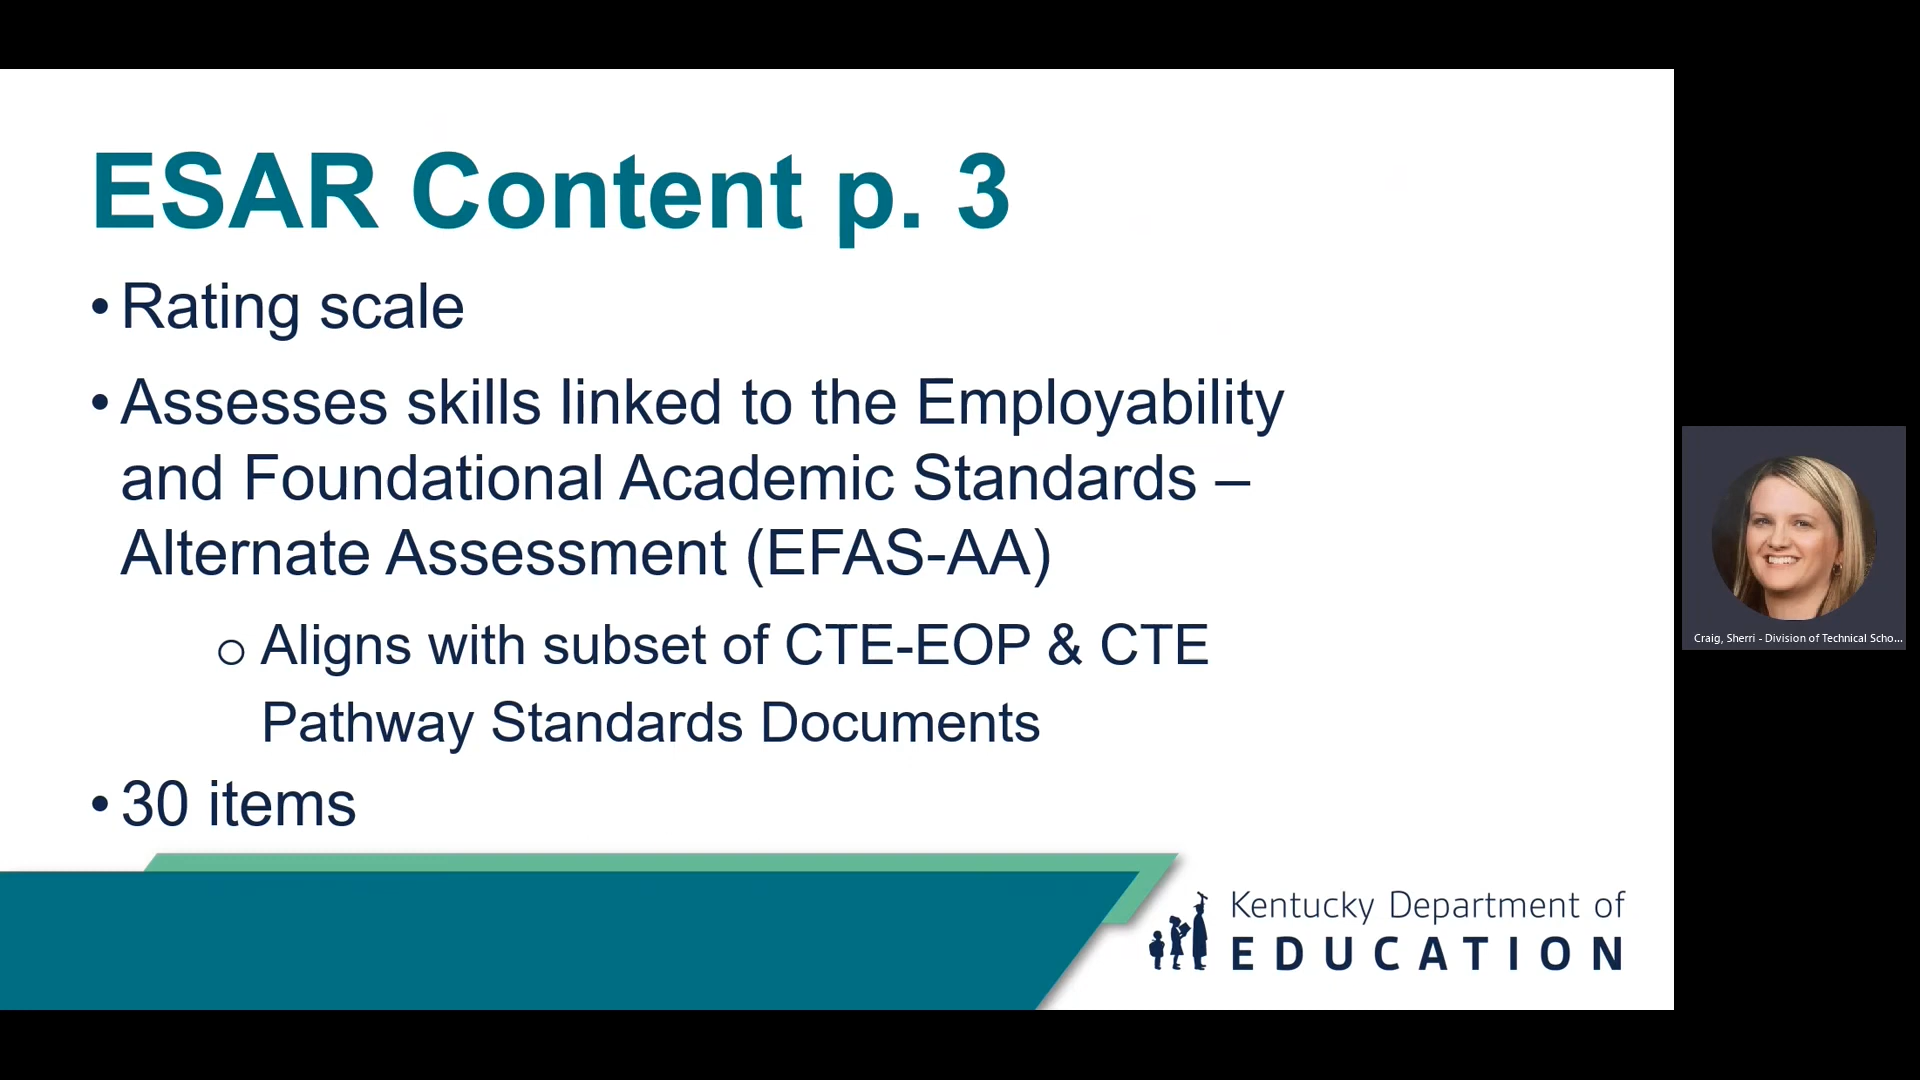 ESAR Content p. 3
• Rating scale
• Assesses skills linked to the Employability
and Foundational Academic Standards –
Alternate Assessment (EFAS-AA)
o Aligns with subset of CTE-EOP & CTE
Pathway Standards Documents
• 30 items
Kentucky Department of
EDUCATION
Craig, Sherri - Division of Technical Scho...